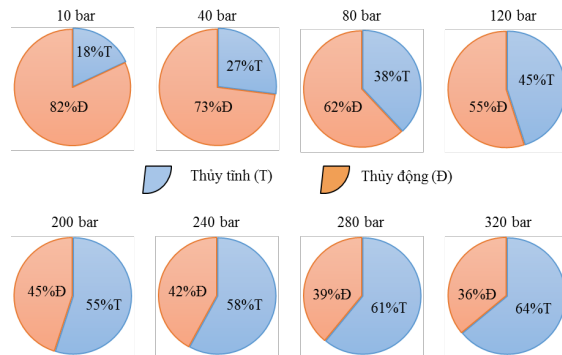 10 bar 40 bar 80 bar 120 bar
18%T 27%T 38%T 45%T
82%Đ 73%Đ 62%Đ 55%Đ
Thủy tĩnh (T) Thủy động (Đ)
200 bar 240 bar 280 bar 320 bar
45%Đ 55%T 42%Đ 58%T 39%Đ 61%T 36%Đ 64%T